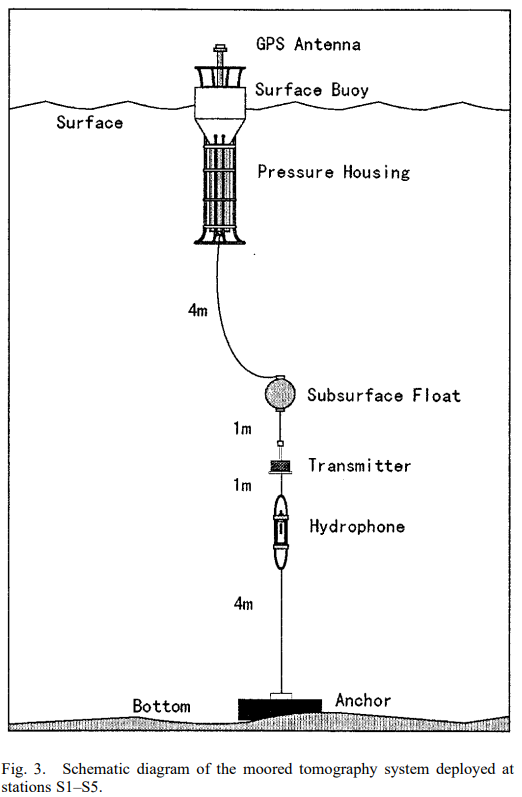 GPS Antenna
Surface Buoy
Surface
Pressure Housing
4m
Subsurface Float
1m
Transmitter
1m
Hydrophone
4m
Bottom
Anchor
Fig. 3. Schematic diagram of the moored tomography system deployed at
stations S1–S5.